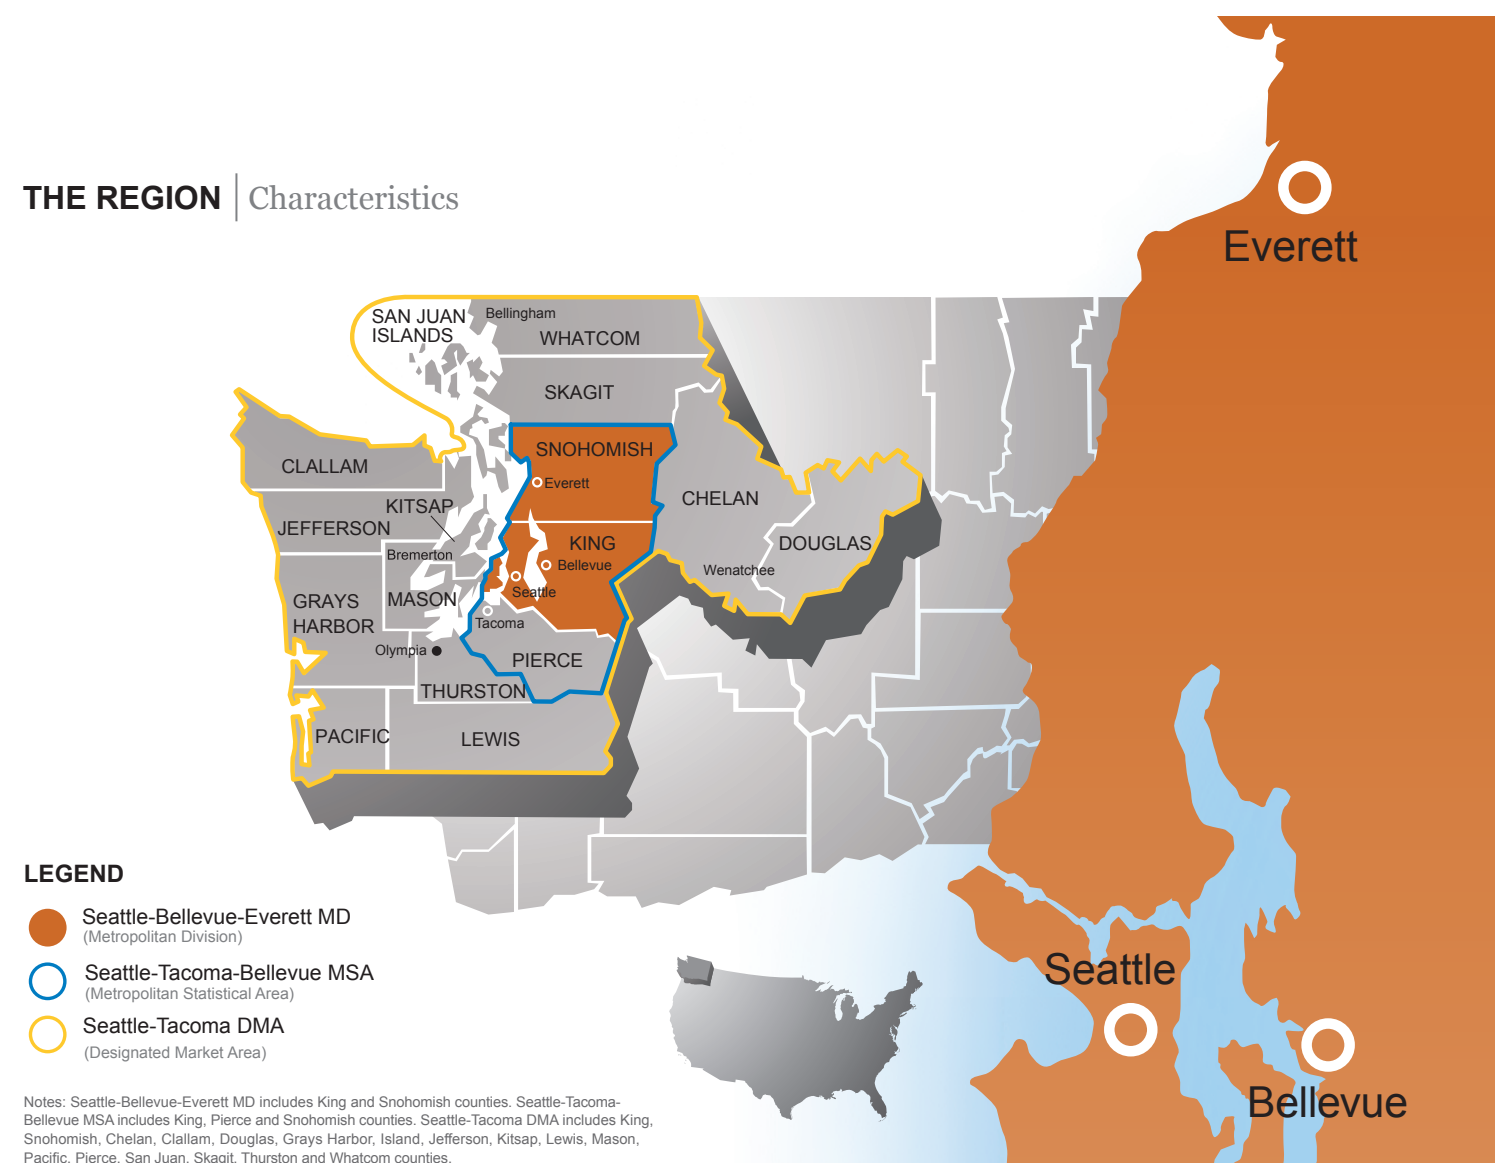 THE REGION | Characteristics
Everett
SAN JUAN
ISLANDS
Bellingham
WHATCOM
SKAGIT
SNOHOMISH
Everett
CLALLAM
KITSAP
JEFFERSON
CHELAN
DOUGLAS
KING
Bremerton
Bellevue
Wenatchee
Seattle
MASON
GRAYS
HARBOR
Tacoma
Olympia
PIERCE
THURSTON
PACIFIC
LEWIS
LEGEND
Seattle-Bellevue-Everett MD
(Metropolitan Division)
Seattle-Tacoma-Bellevue MSA
(Metropolitan Statistical Area)
Seattle-Tacoma DMA
(Designated Market Area)
Seattle
Bellevue
Notes: Seattle-Bellevue-Everett MD includes King and Snohomish counties. Seattle-Tacoma-
Bellevue MSA includes King, Pierce and Snohomish counties. Seattle-Tacoma DMA includes King,
Snohomish, Chelan, Clallam, Douglas, Grays Harbor, Island, Jefferson, Kitsap, Lewis, Mason,
Pacific, Pierce, San Juan, Skagit, Thurston and Whatcom counties.